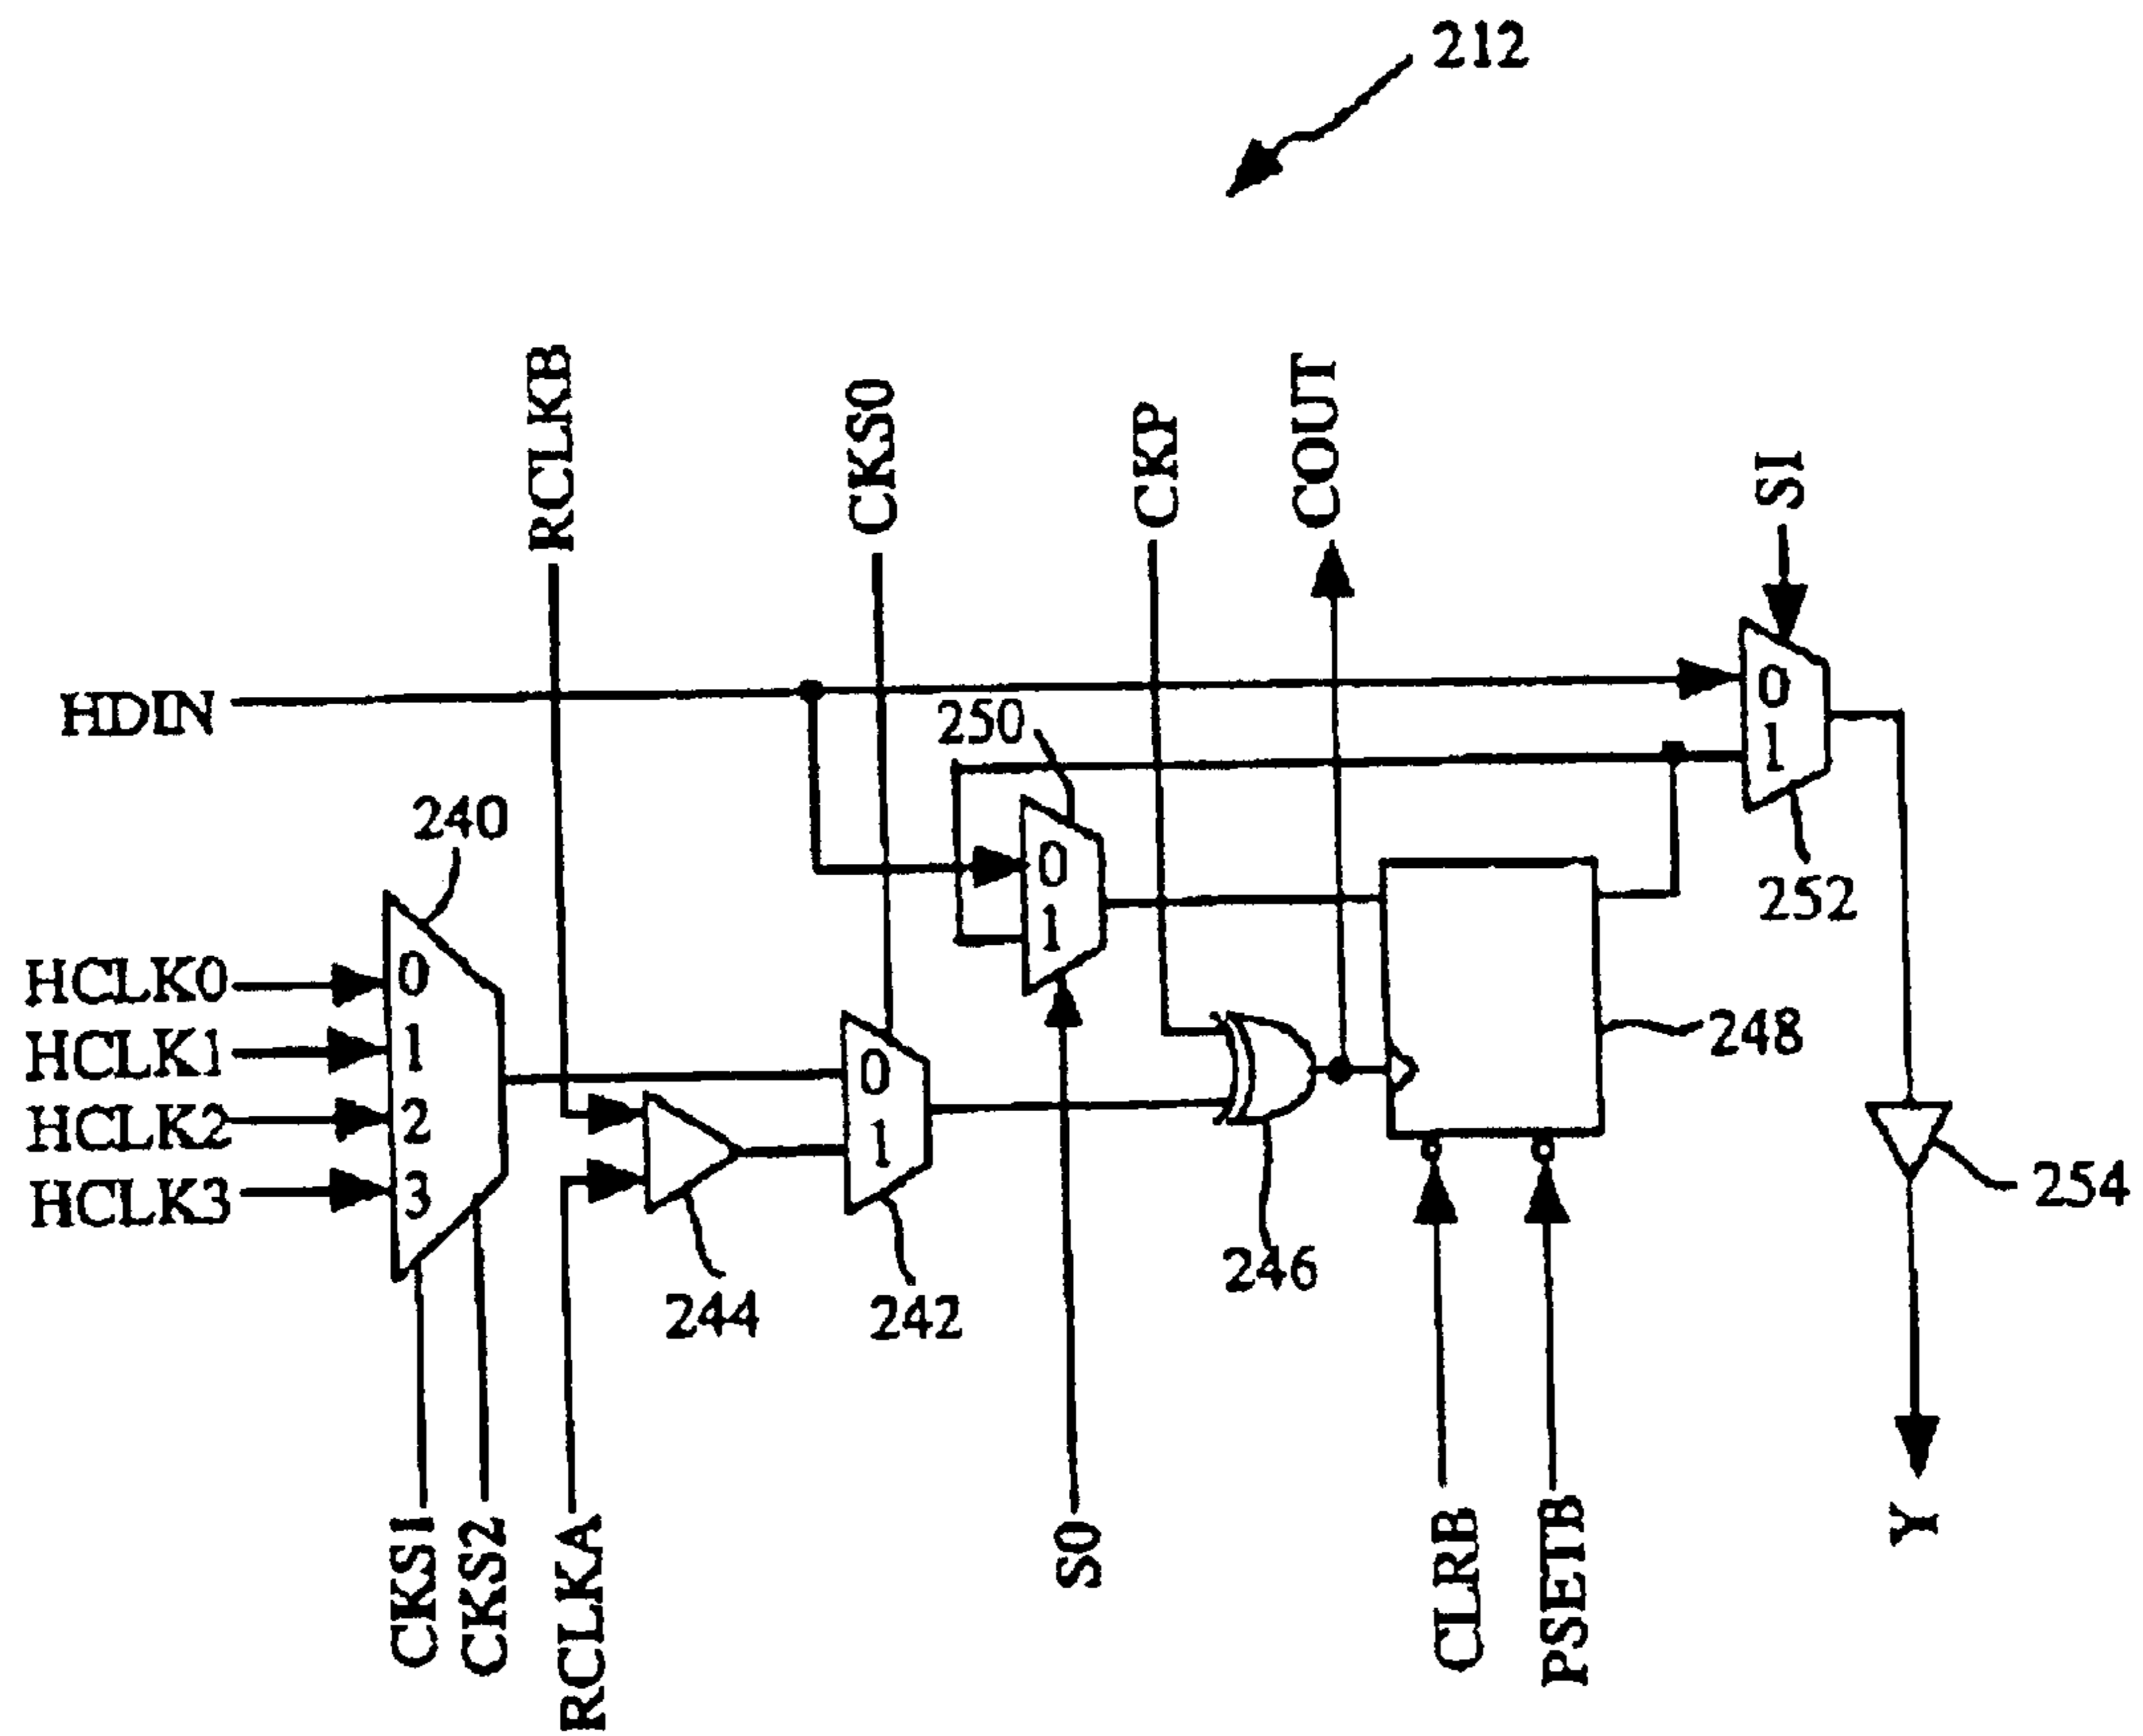 212
RCLKB
CKS0
CKP
COUT
S1
HDIN
250
0
1
240
0
1
252
HCLK0
0
HCLK1
1
HCLK2
2
HCLK3
3
0
1
248
254
246
244
242
CKS1
CKS2
RCLKA
S0
CLRB
PSETB
Y